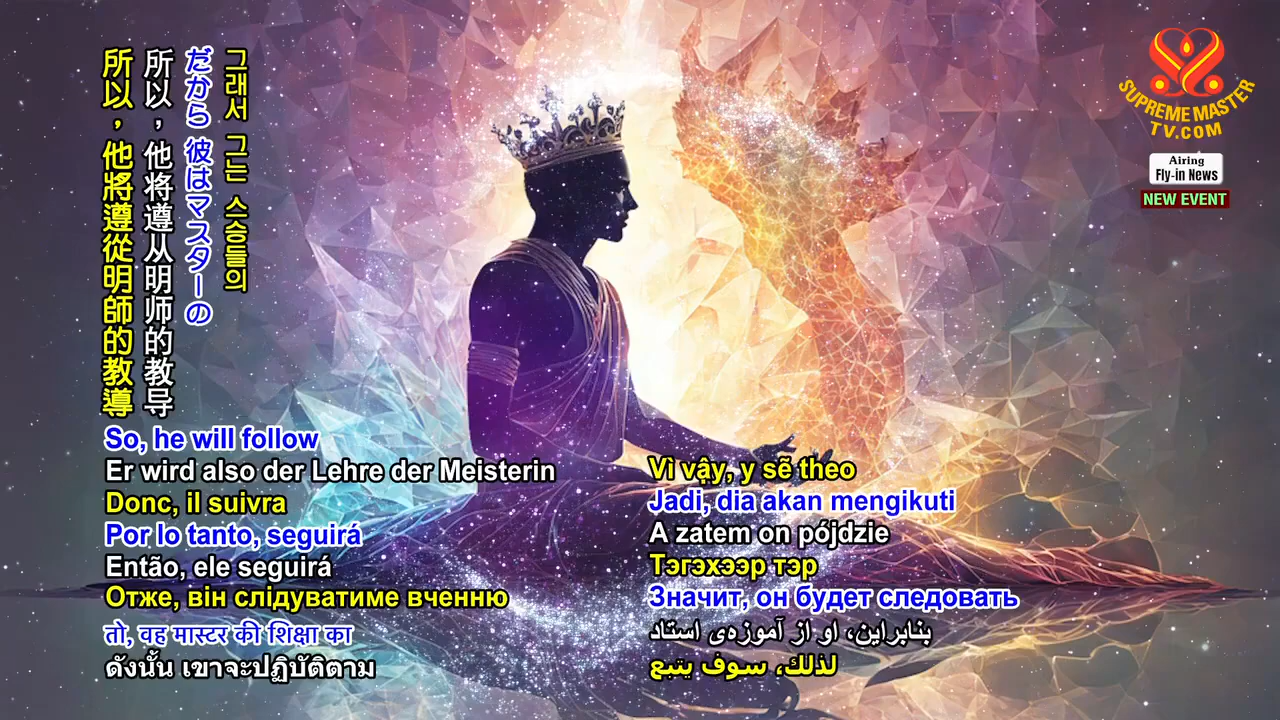 所以，他將遵從明師的教導
所以，他将遵从明师的教导
だから 彼はマスターの
그래서 그는 스승들의
So, he will follow
Er wird also der Lehre der Meisterin
Donc, il suivra
Por lo tanto, seguirá
Então, ele seguirá
Отже, він слідуватиме вченню
तो, वह मास्टर की शिक्षा का
ดังนั้น เขาจะปฏิบัติตาม
Vì vậy, y sẽ theo
Jadi, dia akan mengikuti
A zatem on pójdzie
Тэгэхээр тэр
Значит, он будет следовать
بنابراین، او از آموزه‌ی استاد
لذلك، سوف يتبع
SUPREME MASTER
TV.COM
Airing
Fly-in News
NEW EVENT